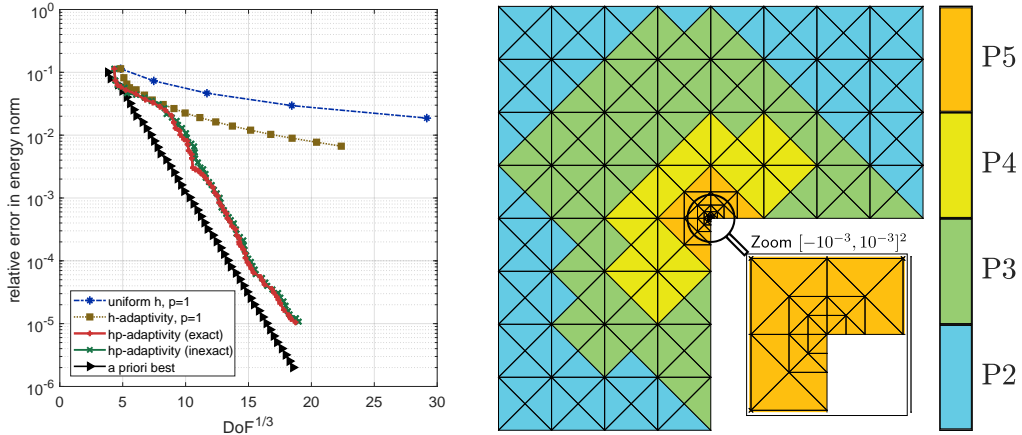 relative error in energy norm
10^0
10^-1
10^-2
10^-3
10^-4
10^-5
10^-6
0 5 10 15 20 25 30
DoF^1/3
uniform h, p=1
h-adaptivity, p=1
hp-adaptivity (exact)
hp-adaptivity (inexact)
a priori best
Zoom [−10^−3, 10^−3]^2
P5
P4
P3
P2